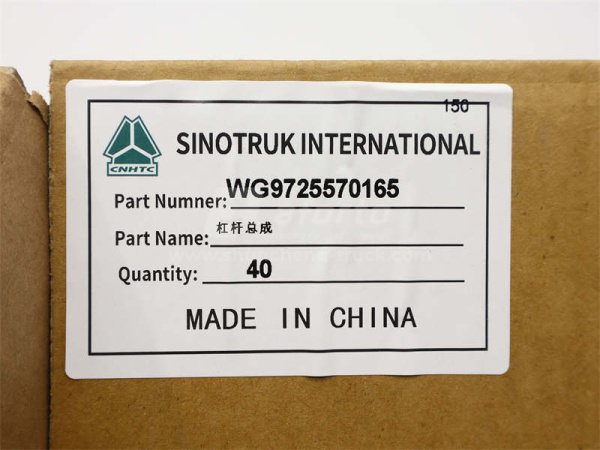 150
SINOTRUK INTERNATIONAL
CNHTC
Part Numner: WG9725570165
Part Name: 杠杆总成
Quantity: 40
MADE IN CHINA